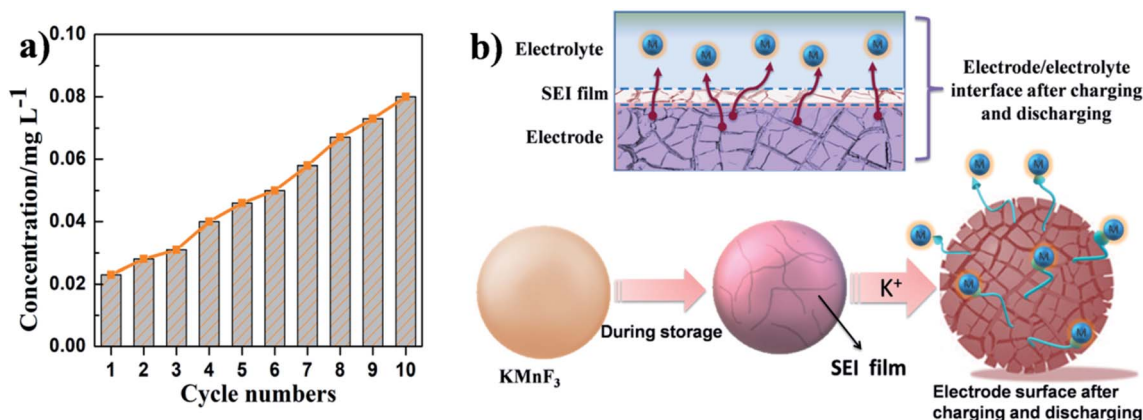 a)
Concentration/mg L⁻¹
0.10
0.08
0.06
0.04
0.02
0.00
1 2 3 4 5 6 7 8 9 10
Cycle numbers
b)
Electrolyte
SEI film
Electrode
M M M M M
Electrode/electrolyte
interface after charging
and discharging
KMnF₃
During storage
SEI film
K⁺
M M
M M
M
M
M
Electrode surface after
charging and discharging